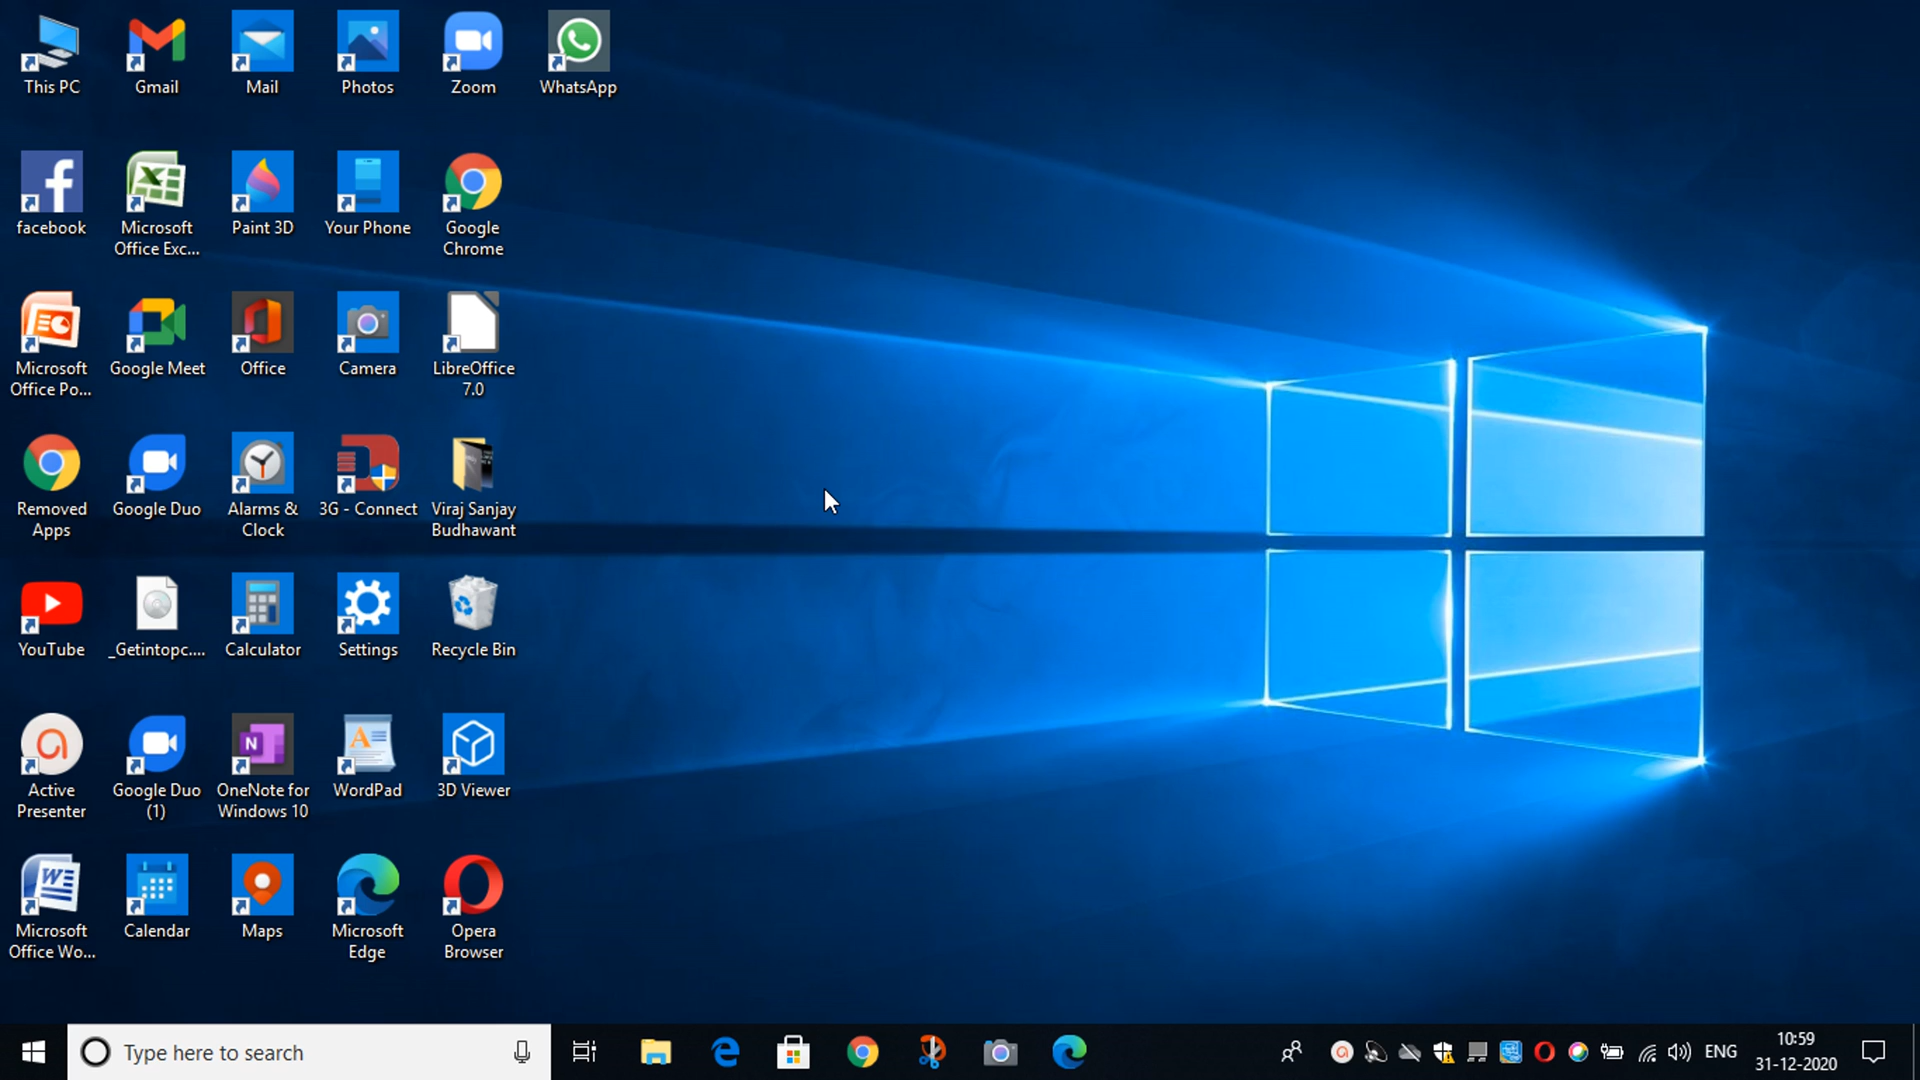 This PC
Gmail
Mail
Photos
Zoom
WhatsApp
facebook
Microsoft
Office Exc...
Paint 3D
Your Phone
Google
Chrome
Microsoft
Office Po...
Google Meet
Office
Camera
LibreOffice
7.0
Removed
Apps
Google Duo
Alarms &
Clock
3G - Connect
Viraj Sanjay
Budhawant
YouTube
_Getintopc....
Calculator
Settings
Recycle Bin
Active
Presenter
Google Duo
(1)
OneNote for
Windows 10
WordPad
3D Viewer
Microsoft
Office Wo...
Calendar
Maps
Microsoft
Edge
Opera
Browser
Type here to search
ENG
10:59
31-12-2020